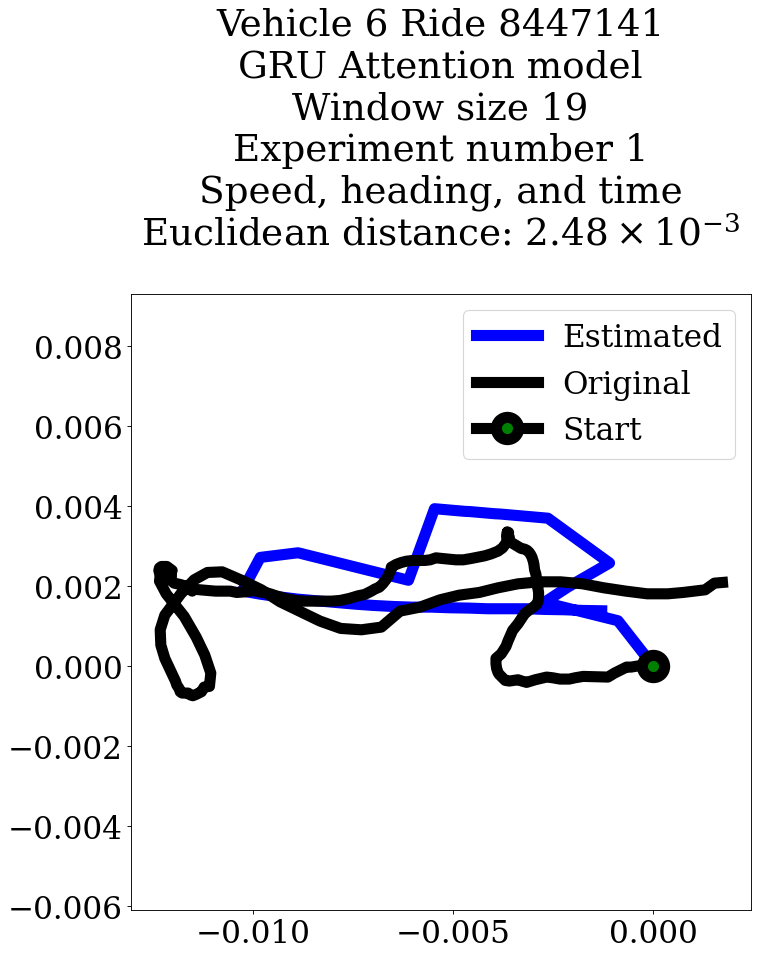 Vehicle 6 Ride 8447141
GRU Attention model
Window size 19
Experiment number 1
Speed, heading, and time
Euclidean distance: 2.48 × 10⁻³
Estimated
Original
Start
0.008
0.006
0.004
0.002
0.000
−0.002
−0.004
−0.006
−0.010
−0.005
0.000